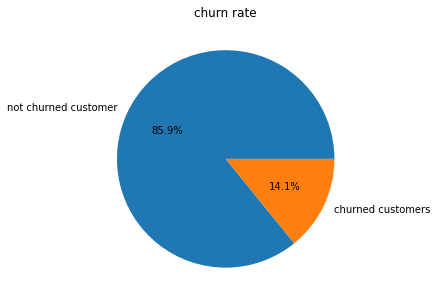 churn rate
not churned customer
85.9%
14.1%
churned customers